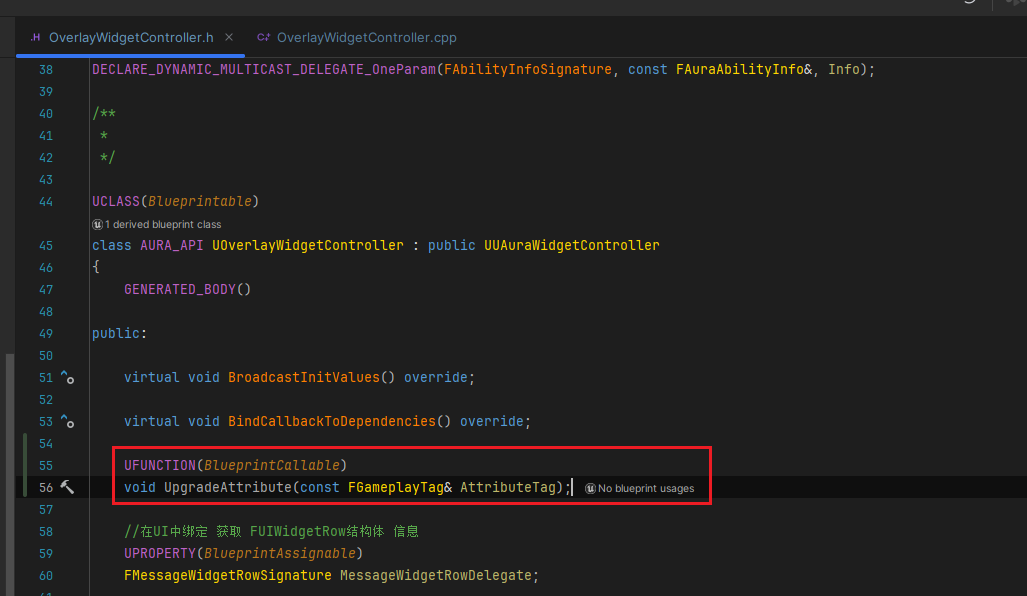 OverlayWidgetController.h
OverlayWidgetController.cpp
38 DECLARE_DYNAMIC_MULTICAST_DELEGATE_OneParam(FAbilityInfoSignature, const FAuraAbilityInfo&, Info);
39
40 /**
41 *
42 */
43
44 UCLASS(Blueprintable)
1 derived blueprint class
45 class AURA_API UOverlayWidgetController : public UUAuraWidgetController
46 {
47 GENERATED_BODY()
48
49 public:
50
51 virtual void BroadcastInitValues() override;
52
53 virtual void BindCallbackToDependencies() override;
54
55 UFUNCTION(BlueprintCallable)
56 void UpgradeAttribute(const FGameplayTag& AttributeTag); No blueprint usages
57
58 //在UI中绑定 获取 FUIWidgetRow结构体 信息
59 UPROPERTY(BlueprintAssignable)
60 FMessageWidgetRowSignature MessageWidgetRowDelegate;